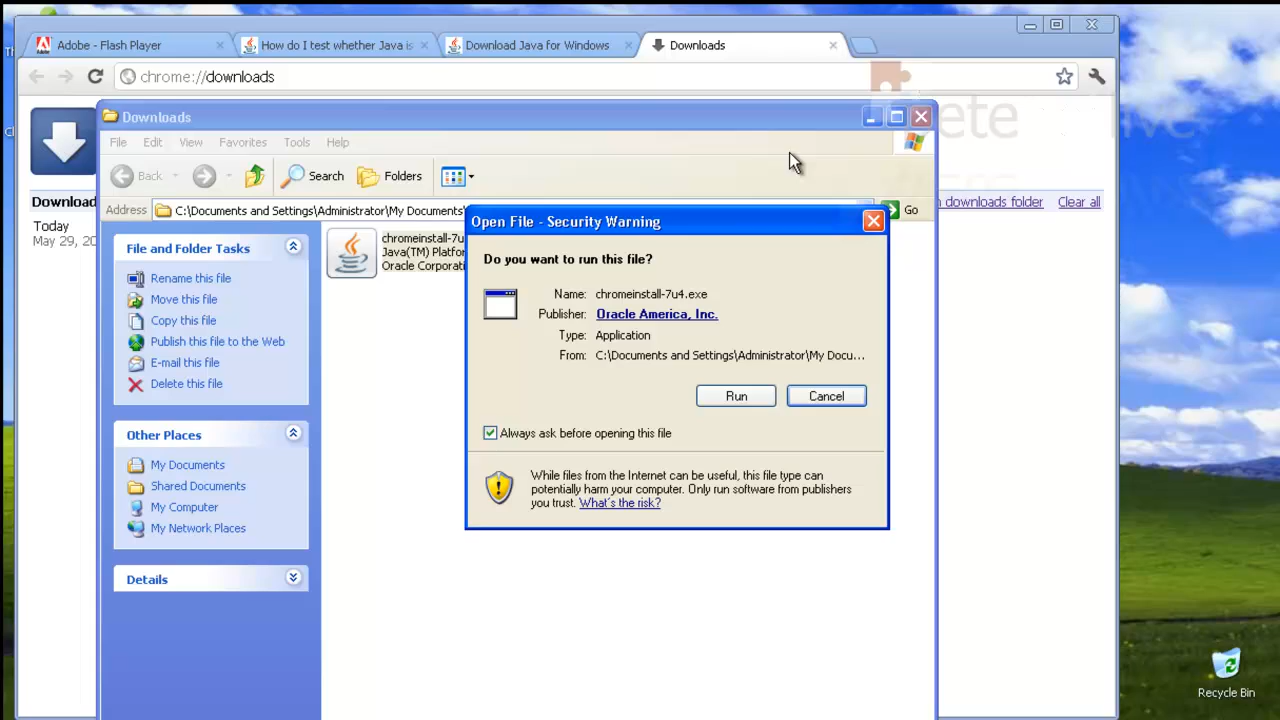 Adobe - Flash Player
How do I test whether Java is
Download Java for Windows
Downloads
chrome://downloads
Downloads
File Edit View Favorites Tools Help
Back Search Folders
Address C:\Documents and Settings\Administrator\My Documents\
Go
Download
downloads folder
Clear all
Today
May 29, 20
File and Folder Tasks
Rename this file
Move this file
Copy this file
Publish this file to the Web
E-mail this file
Delete this file
Other Places
My Documents
Shared Documents
My Computer
My Network Places
Details
chromeinstall-7u
Java(TM) Platfor
Oracle Corporati
Open File - Security Warning
Do you want to run this file?
Name: chromeinstall-7u4.exe
Publisher: Oracle America, Inc.
Type: Application
From: C:\Documents and Settings\Administrator\My Docu...
Run Cancel
Always ask before opening this file
While files from the Internet can be useful, this file type can
potentially harm your computer. Only run software from publishers
you trust. What's the risk?
Recycle Bin